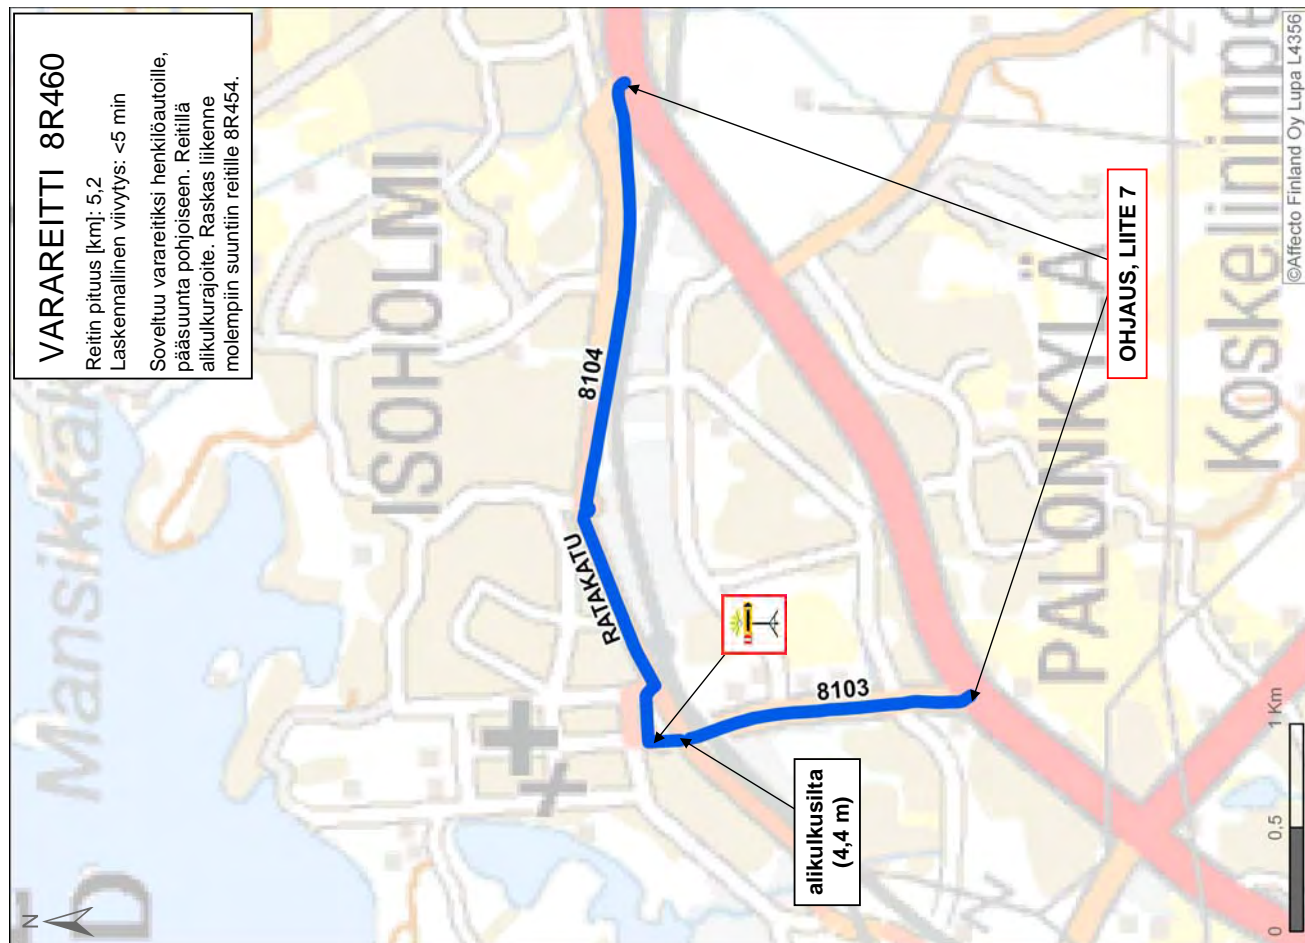 VARAREITTI 8R460
Reitin pituus [km]: 5,2
Laskennallinen viivytys: <5 min
Soveltuu varareitiksi henkilöautoille,
pääsuunta pohjoiseen. Reitillä
alikulkurajoite. Raskas liikenne
molempiin suuntiin reitille 8R454.
Mansikkak
ISOHOLMI
8104
RATAKATU
8103
alikulkusilta
(4,4 m)
OHJAUS, LIITE 7
PALONKYLÄ
Koskeliininpe
N
0
0,5
1 Km
©Affecto Finland Oy Lupa L4356